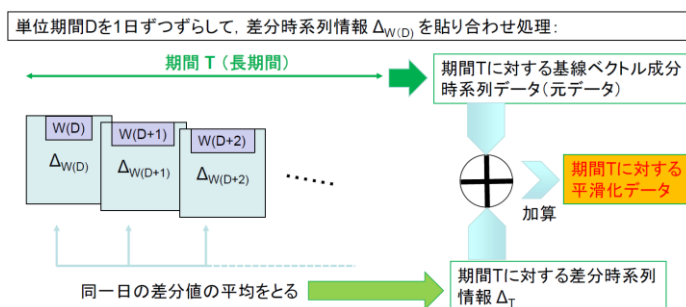 単位期間Dを1日ずつずらして，差分時系列情報 ΔW(D) を貼り合わせ処理：
期間 T（長期間）
期間Tに対する基線ベクトル成分
時系列データ（元データ）
W(D)
W(D+1)
W(D+2)
ΔW(D)
ΔW(D+1)
ΔW(D+2)
……
期間Tに対する
平滑化データ
加算
同一日の差分値の平均をとる
期間Tに対する差分時系列
情報 ΔT